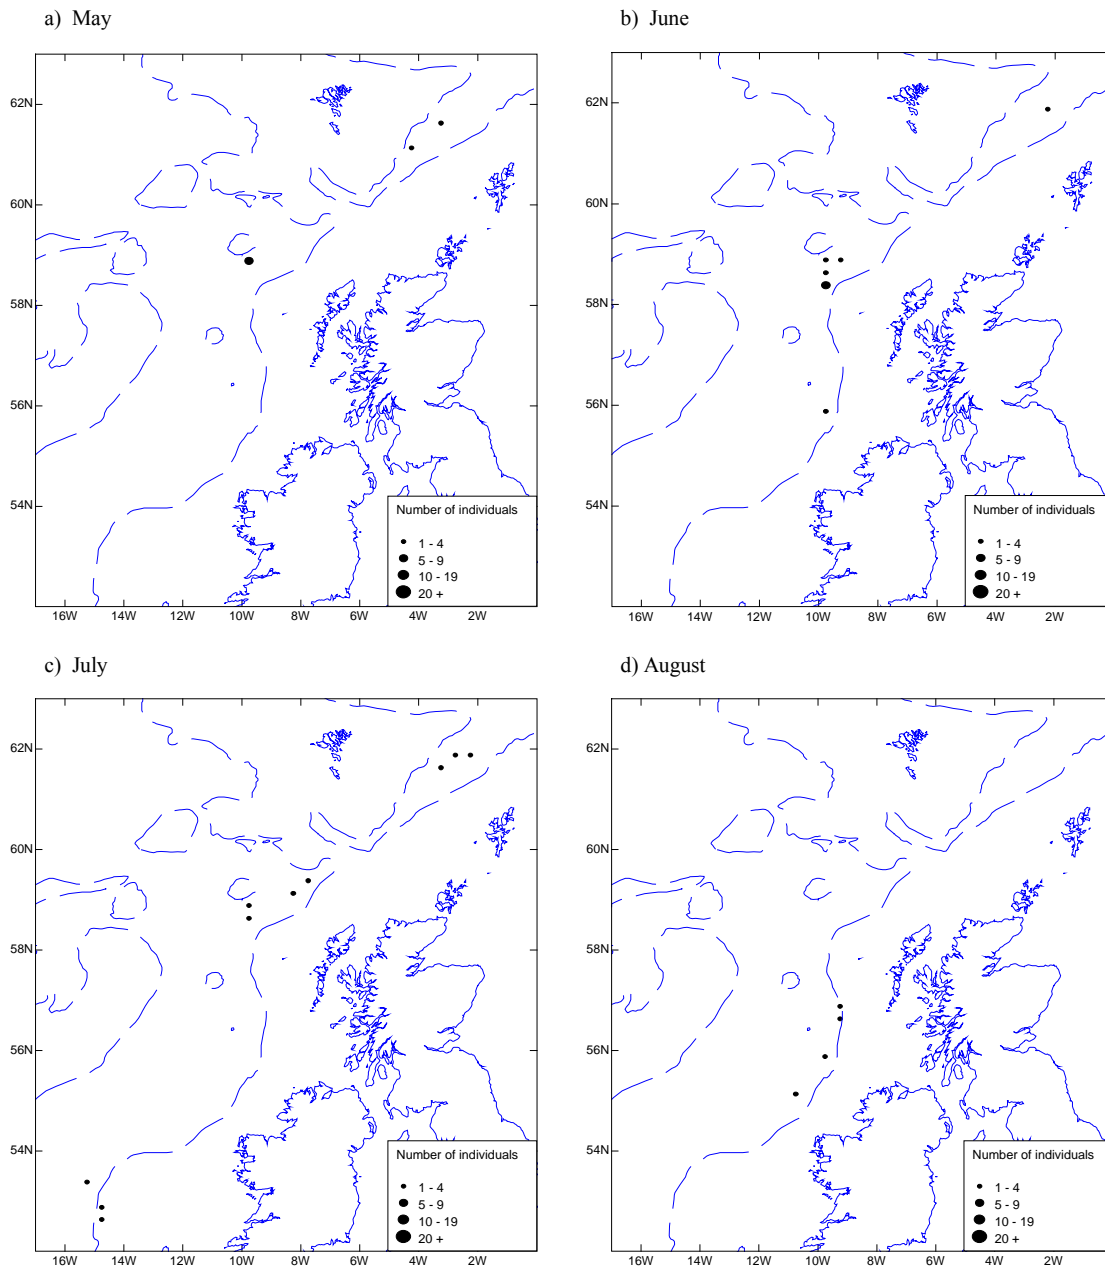 a)  May
b)  June
62N
60N
58N
56N
54N
16W 14W 12W 10W 8W 6W 4W 2W
Number of individuals
1 - 4
5 - 9
10 - 19
20 +
62N
60N
58N
56N
54N
16W 14W 12W 10W 8W 6W 4W 2W
Number of individuals
1 - 4
5 - 9
10 - 19
20 +
c)  July
d) August
62N
60N
58N
56N
54N
16W 14W 12W 10W 8W 6W 4W 2W
Number of individuals
1 - 4
5 - 9
10 - 19
20 +
62N
60N
58N
56N
54N
16W 14W 12W 10W 8W 6W 4W 2W
Number of individuals
1 - 4
5 - 9
10 - 19
20 +